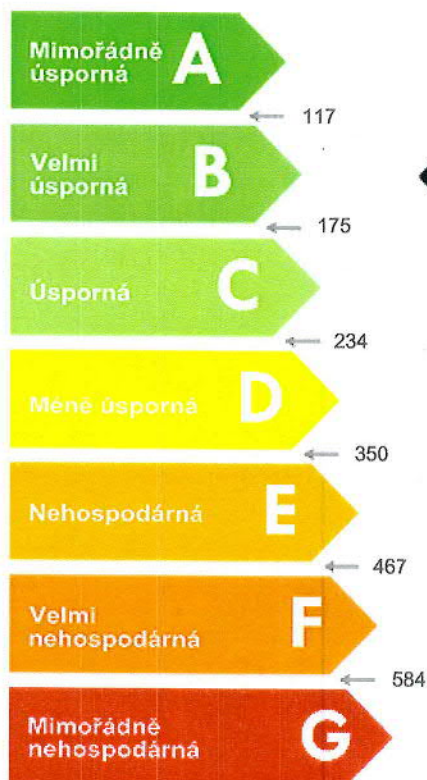 Mimořádně
úsporná
A
117
Velmi
úsporná
B
175
Úsporná
C
234
Méně úsporná
D
350
Nehospodárná
E
467
Velmi
nehospodárná
F
584
Mimořádně
nehospodárná
G